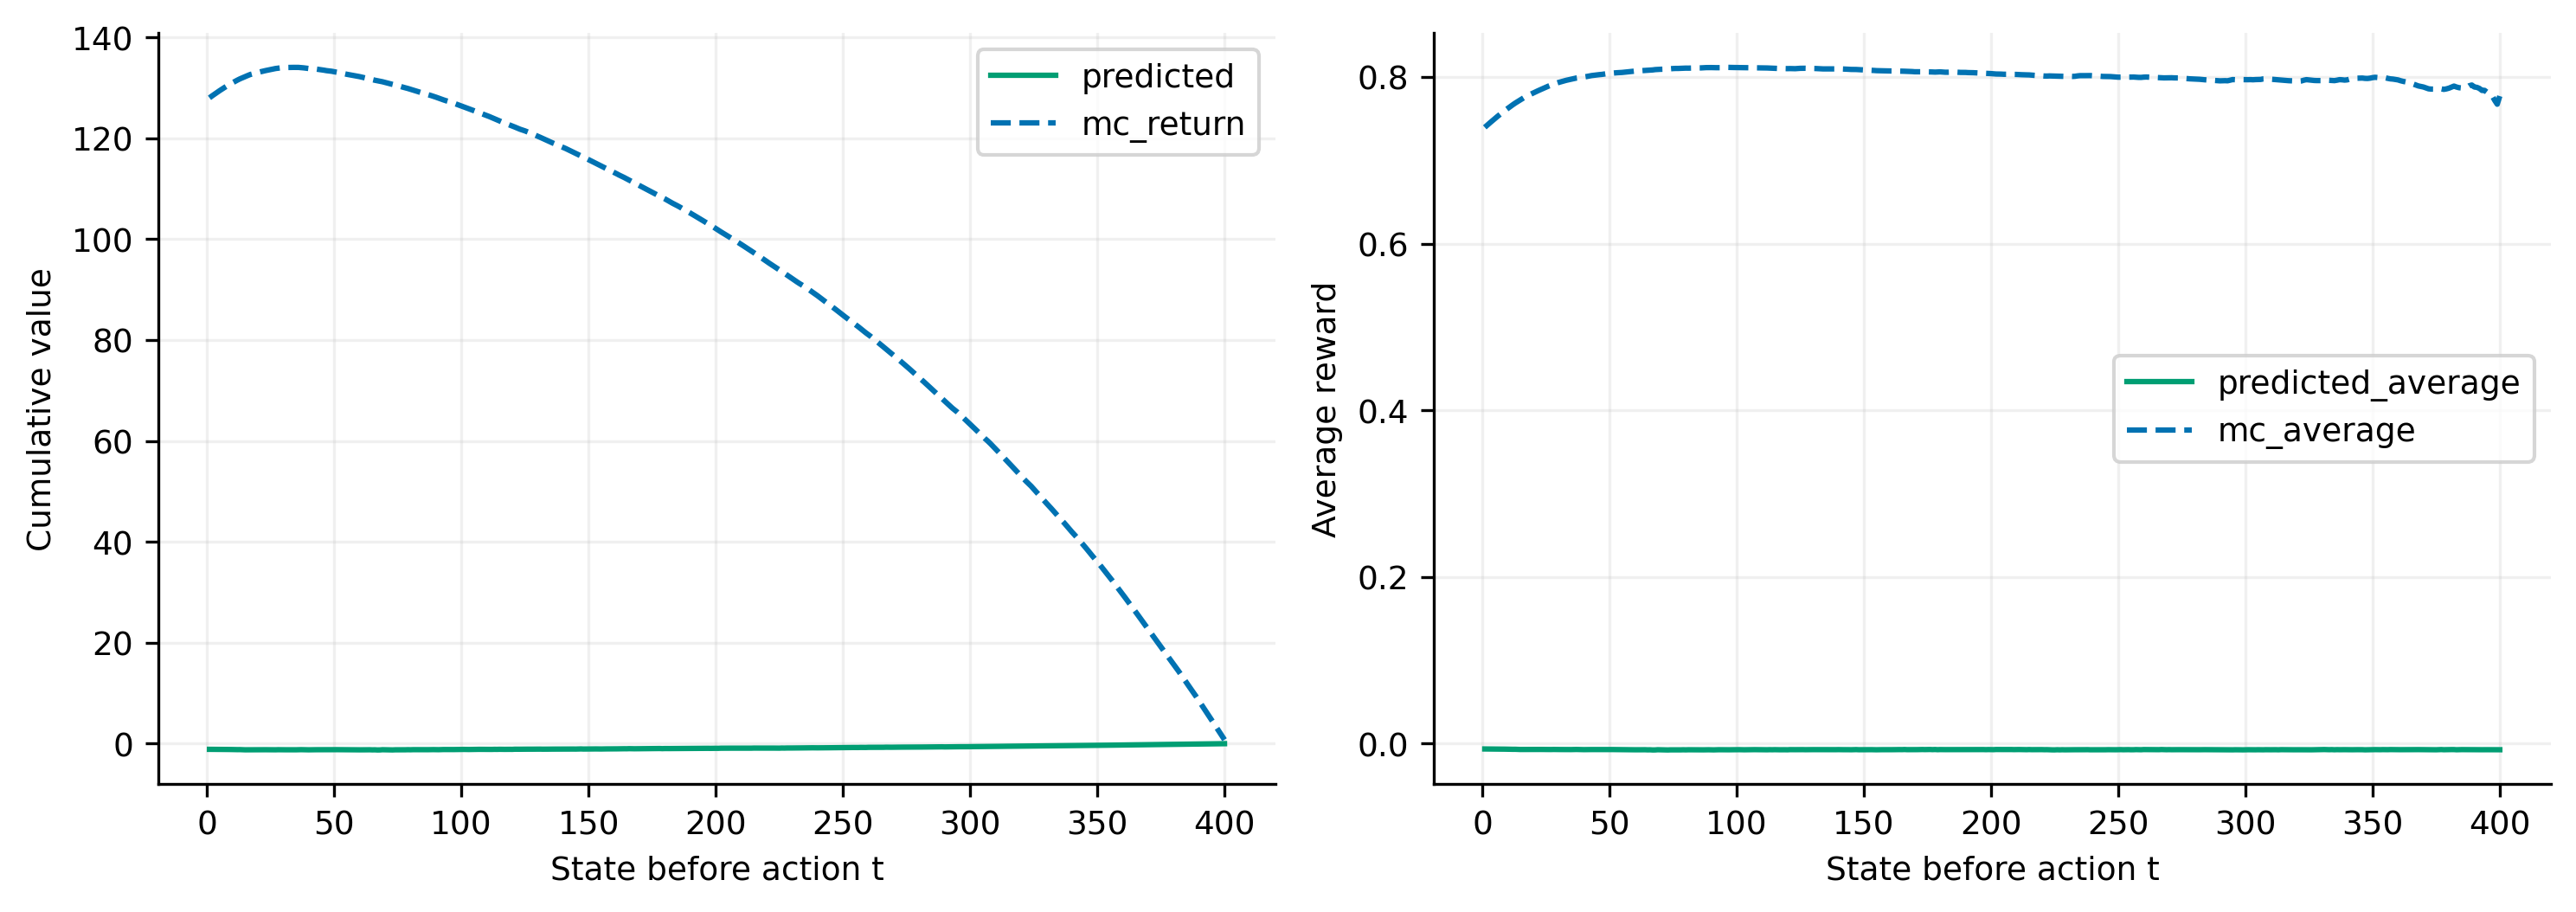 140
120
100
80
60
40
20
0
Cumulative value
0 50 100 150 200 250 300 350 400
State before action t
predicted
mc_return
0.8
0.6
0.4
0.2
0.0
Average reward
0 50 100 150 200 250 300 350 400
State before action t
predicted_average
mc_average